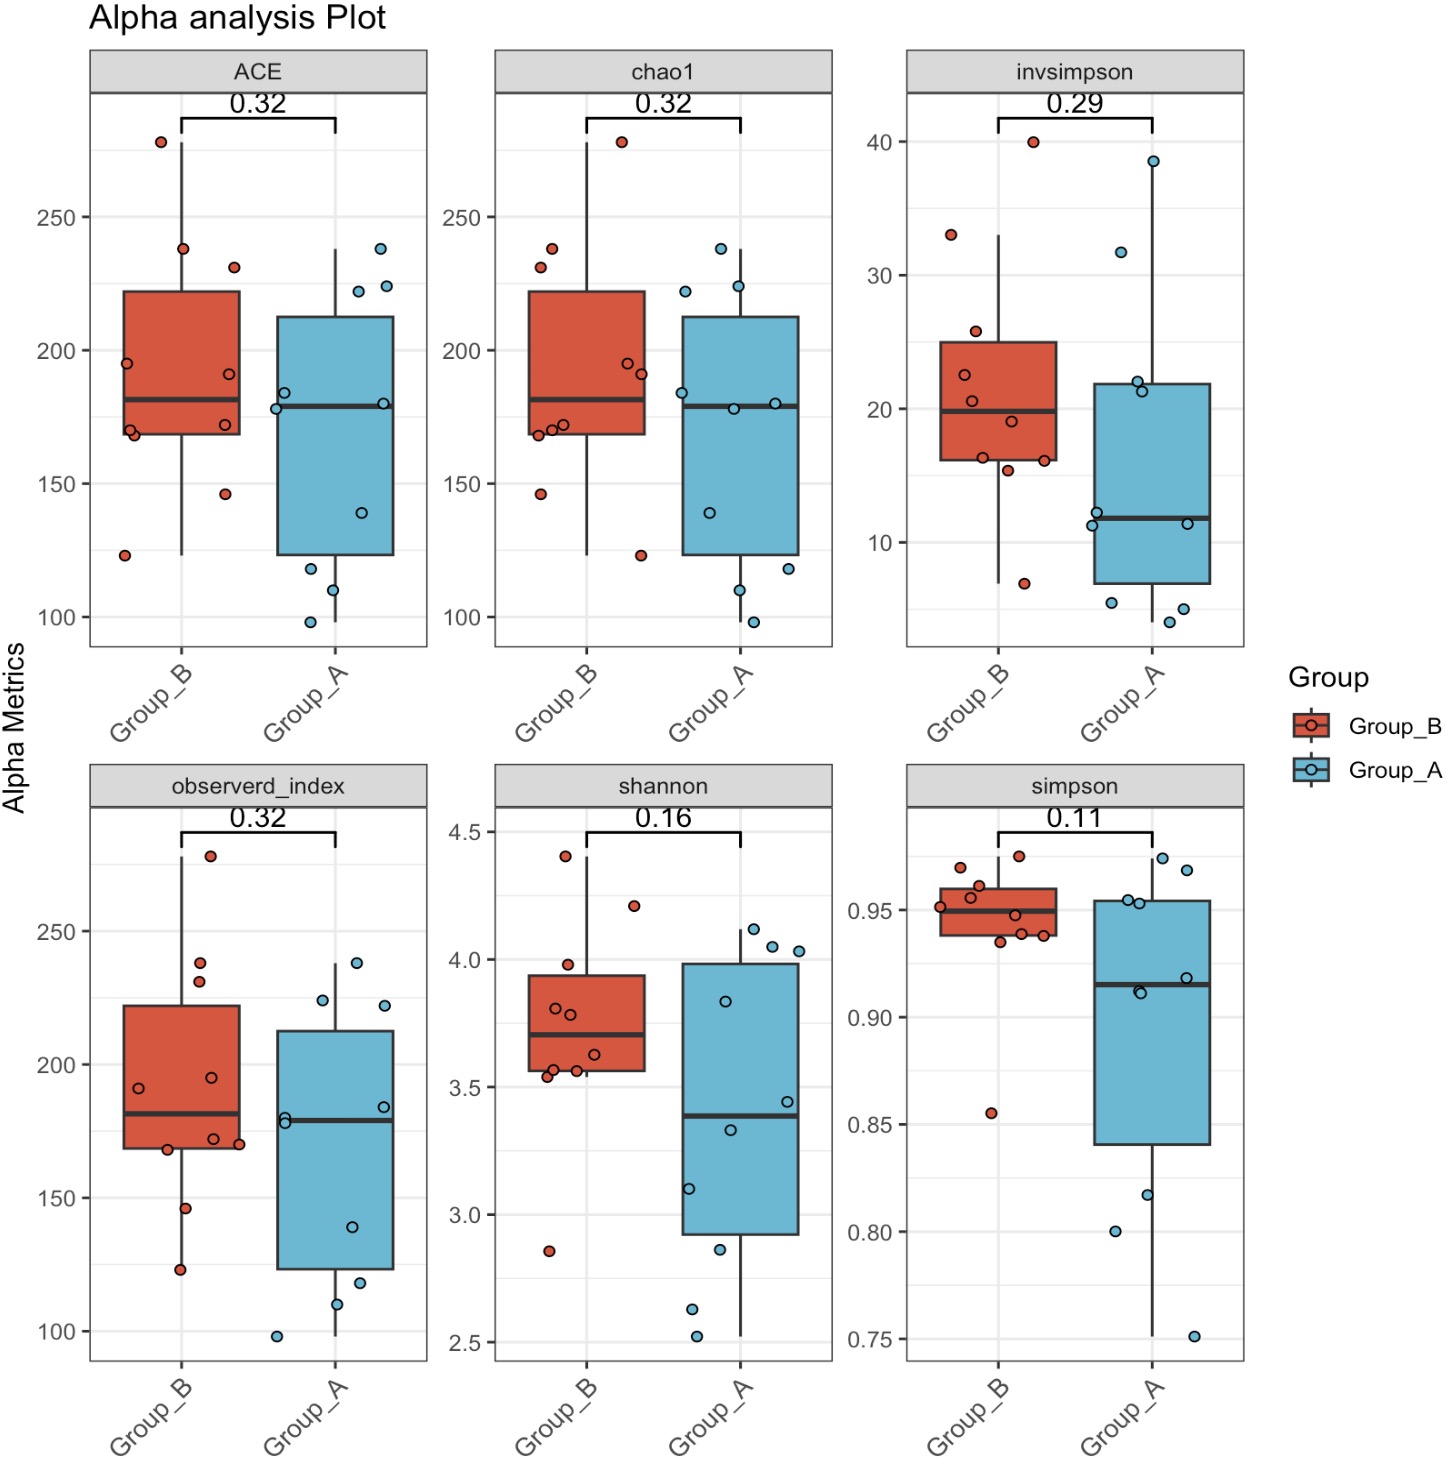 Alpha analysis Plot
ACE
chao1
invsimpson
0.32
0.32
0.29
250
200
150
100
250
200
150
100
40
30
20
10
Group_B
Group_A
Group_B
Group_A
Group_B
Group_A
Alpha Metrics
Group
Group_B
Group_A
observerd_index
shannon
simpson
0.32
0.16
0.11
250
200
150
100
4.5
4.0
3.5
3.0
2.5
0.95
0.90
0.85
0.80
0.75
Group_B
Group_A
Group_B
Group_A
Group_B
Group_A